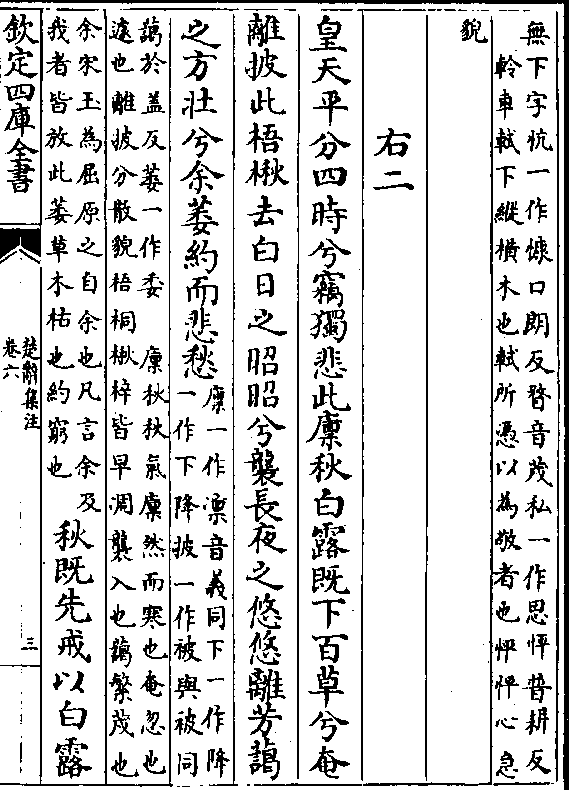 無下字忼一作慷口朗反瞀音茂私一作思怦普耕反
軨車軾下縱横木也軾所憑以為敬者也怦怦心急
貌
右二
皇天平分四時兮竊獨悲此廩秋白露既下百草兮奄
離披此梧楸去白日之昭昭兮襲長夜之悠悠離芳藹
之方壯兮余萎約而悲愁
廩一作凜音義同下一作降
一作下降披一作被與披同
藹於盖反萎一作委　廩秋秋氣廩然而寒也奄忽也
遽也離披分散貌梧桐楸梓皆早凋襲入也藹繁茂也
余宋玉為屈原之自余也凡言余及
我者皆放此萎草木枯也約窮也
秋既先戒以白露
欽定四庫全書
楚辭集注
卷六
三